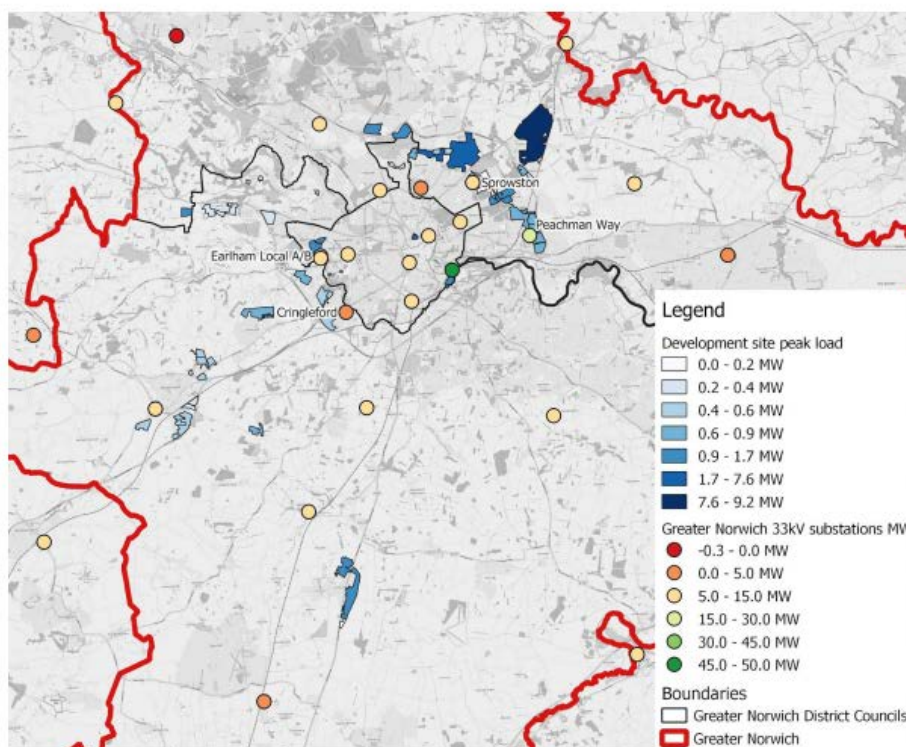 Sprowston
Peachman Way
Earlham Local A/B
Cringleford
Legend
Development site peak load
0.0 - 0.2 MW
0.2 - 0.4 MW
0.4 - 0.6 MW
0.6 - 0.9 MW
0.9 - 1.7 MW
1.7 - 7.6 MW
7.6 - 9.2 MW
Greater Norwich 33kV substations MW
-0.3 - 0.0 MW
0.0 - 5.0 MW
5.0 - 15.0 MW
15.0 - 30.0 MW
30.0 - 45.0 MW
45.0 - 50.0 MW
Boundaries
Greater Norwich District Councils
Greater Norwich